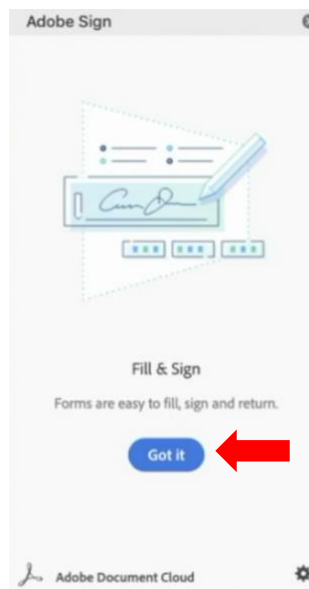 Adobe Sign
Fill & Sign
Forms are easy to fill, sign and return.
Got it
Adobe Document Cloud